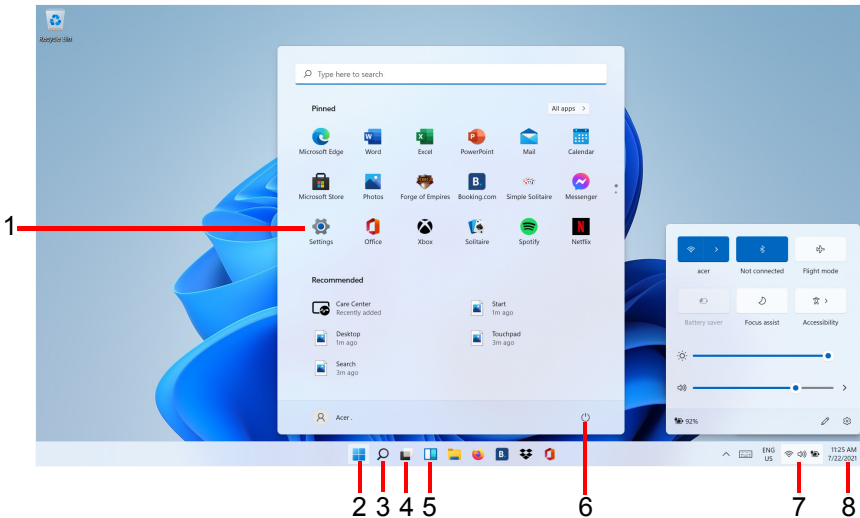 Recycle Bin
Type here to search
Pinned
All apps >
Microsoft Edge
Word
Excel
PowerPoint
Mail
Calendar
Microsoft Store
Photos
Forge of Empires
Booking.com
Simple Solitaire
Messenger
1
Settings
Office
Xbox
Solitaire
Spotify
Netflix
acer
Not connected
Flight mode
Recommended
Care Center
Recently added
Start
1m ago
Desktop
1m ago
Touchpad
3m ago
Search
3m ago
Battery saver
Focus assist
Accessibility
Acer .
92%
ENG
US
11:25 AM
7/22/2021
2
3
4
5
6
7
8